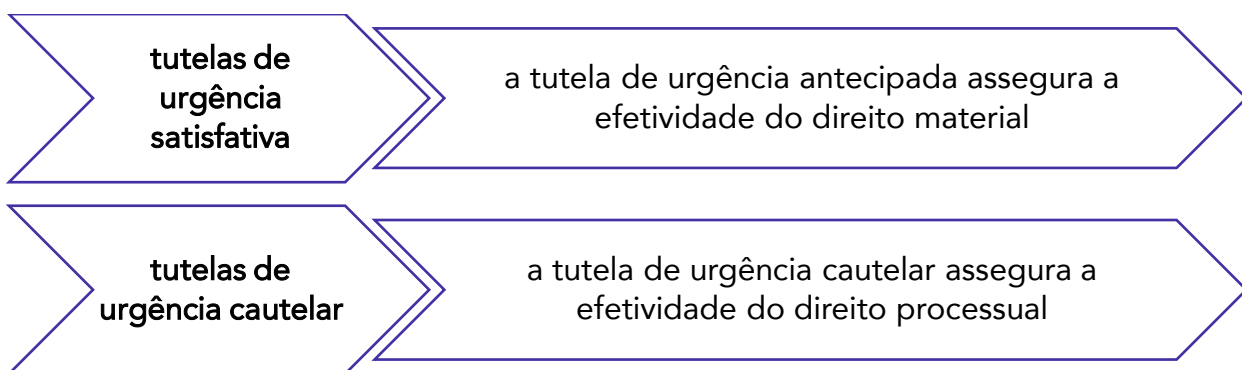 tutelas de
urgência
satisfativa
a tutela de urgência antecipada assegura a
efetividade do direito material
tutelas de
urgência cautelar
a tutela de urgência cautelar assegura a
efetividade do direito processual